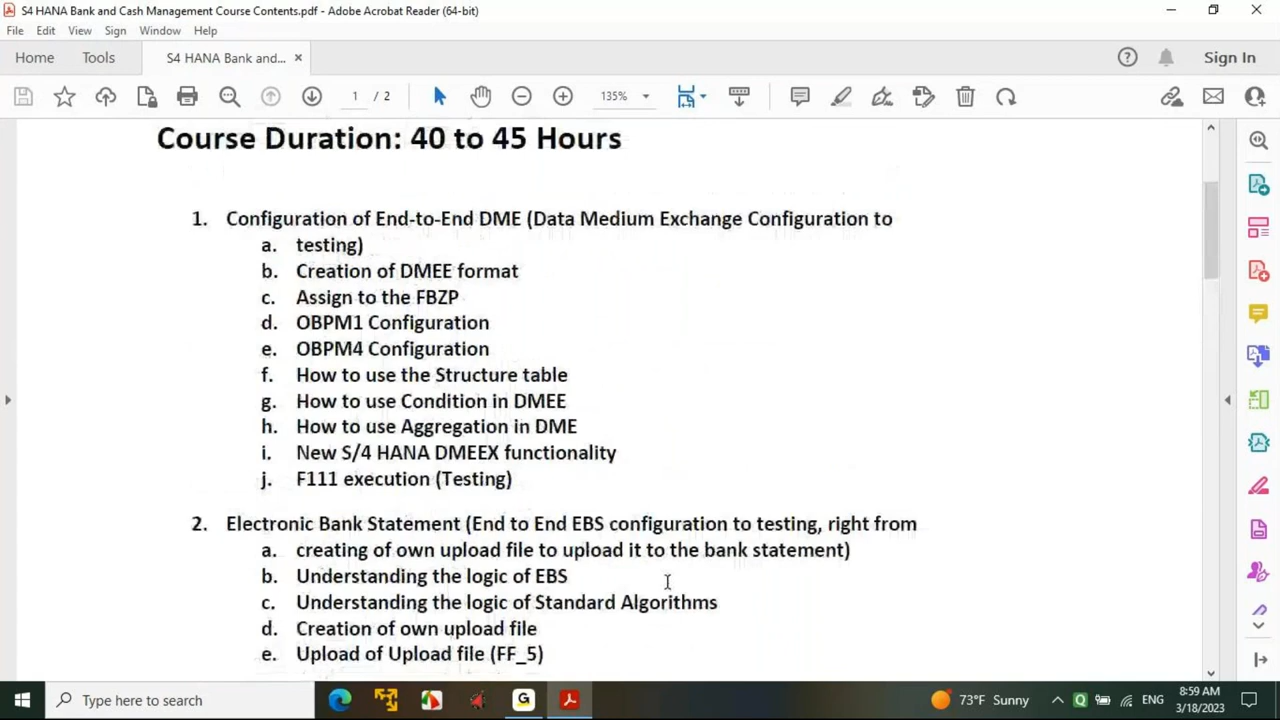 S4 HANA Bank and Cash Management Course Contents.pdf - Adobe Acrobat Reader (64-bit)
File Edit View Sign Window Help
Home Tools S4 HANA Bank and... × Sign In
1 / 2 135%
Course Duration: 40 to 45 Hours
1. Configuration of End-to-End DME (Data Medium Exchange Configuration to
a. testing)
b. Creation of DMEE format
c. Assign to the FBZP
d. OBPM1 Configuration
e. OBPM4 Configuration
f. How to use the Structure table
g. How to use Condition in DMEE
h. How to use Aggregation in DME
i. New S/4 HANA DMEEX functionality
j. F111 execution (Testing)
2. Electronic Bank Statement (End to End EBS configuration to testing, right from
a. creating of own upload file to upload it to the bank statement)
b. Understanding the logic of EBS
c. Understanding the logic of Standard Algorithms
d. Creation of own upload file
e. Upload of Upload file (FF_5)
Type here to search
73°F Sunny
ENG
8:59 AM
3/18/2023